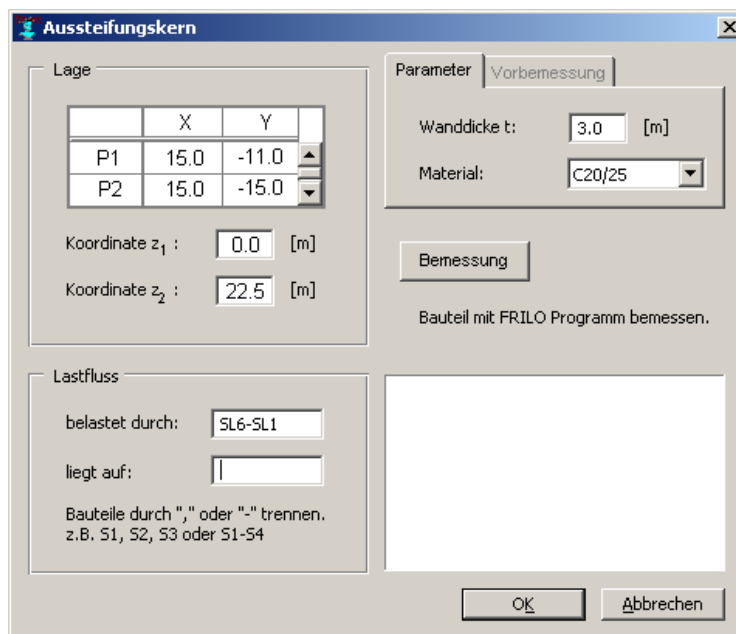 Aussteifungskern
Lage
X Y
P1 15.0 -11.0
P2 15.0 -15.0
Koordinate z₁ : 0.0 [m]
Koordinate z₂ : 22.5 [m]
Parameter Vorbemessung
Wanddicke t: 3.0 [m]
Material: C20/25
Bemessung
Bauteil mit FRILO Programm bemessen.
Lastfluss
belastet durch: SL6-SL1
liegt auf:
Bauteile durch "," oder "-" trennen.
z.B. S1, S2, S3 oder S1-S4
OK Abbrechen